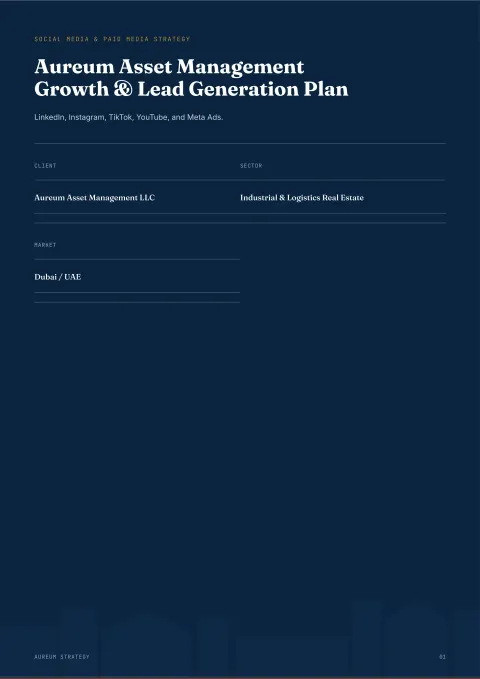 SOCIAL MEDIA & PAID MEDIA STRATEGY
Aureum Asset Management
Growth & Lead Generation Plan
LinkedIn, Instagram, TikTok, YouTube, and Meta Ads.
CLIENT
SECTOR
Aureum Asset Management LLC
Industrial & Logistics Real Estate
MARKET
Dubai / UAE
AUREUM STRATEGY
01